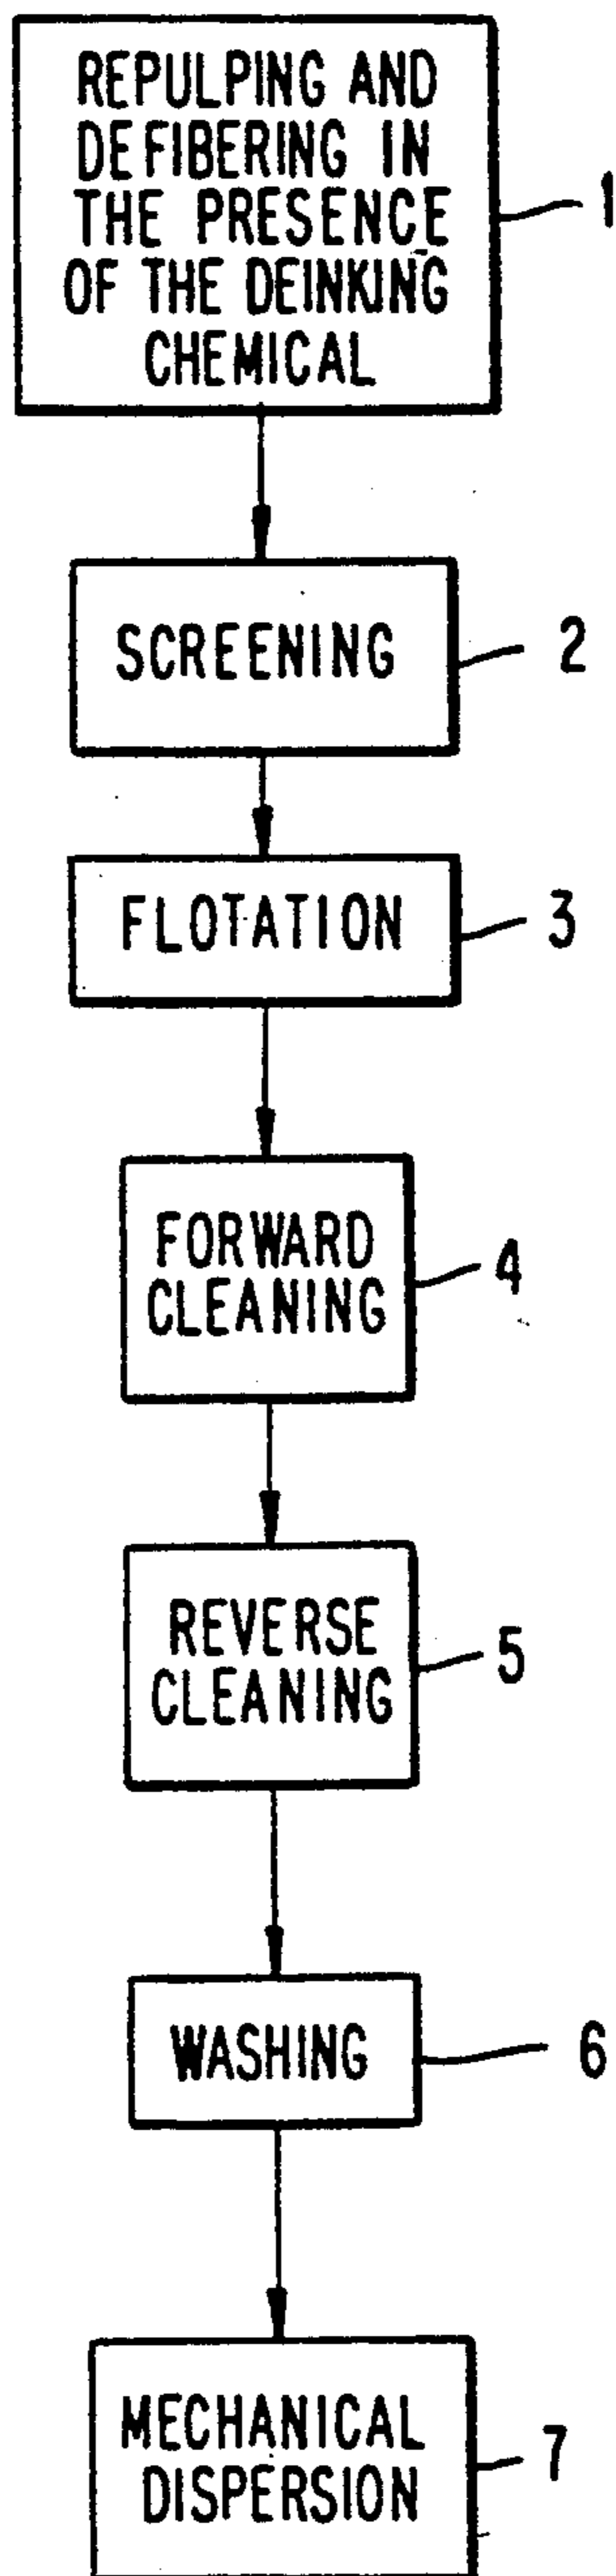 REPULPING AND
DEFIBERING IN
THE PRESENCE
OF THE DEINKING
CHEMICAL
1
SCREENING
2
FLOTATION
3
FORWARD
CLEANING
4
REVERSE
CLEANING
5
WASHING
6
MECHANICAL
DISPERSION
7